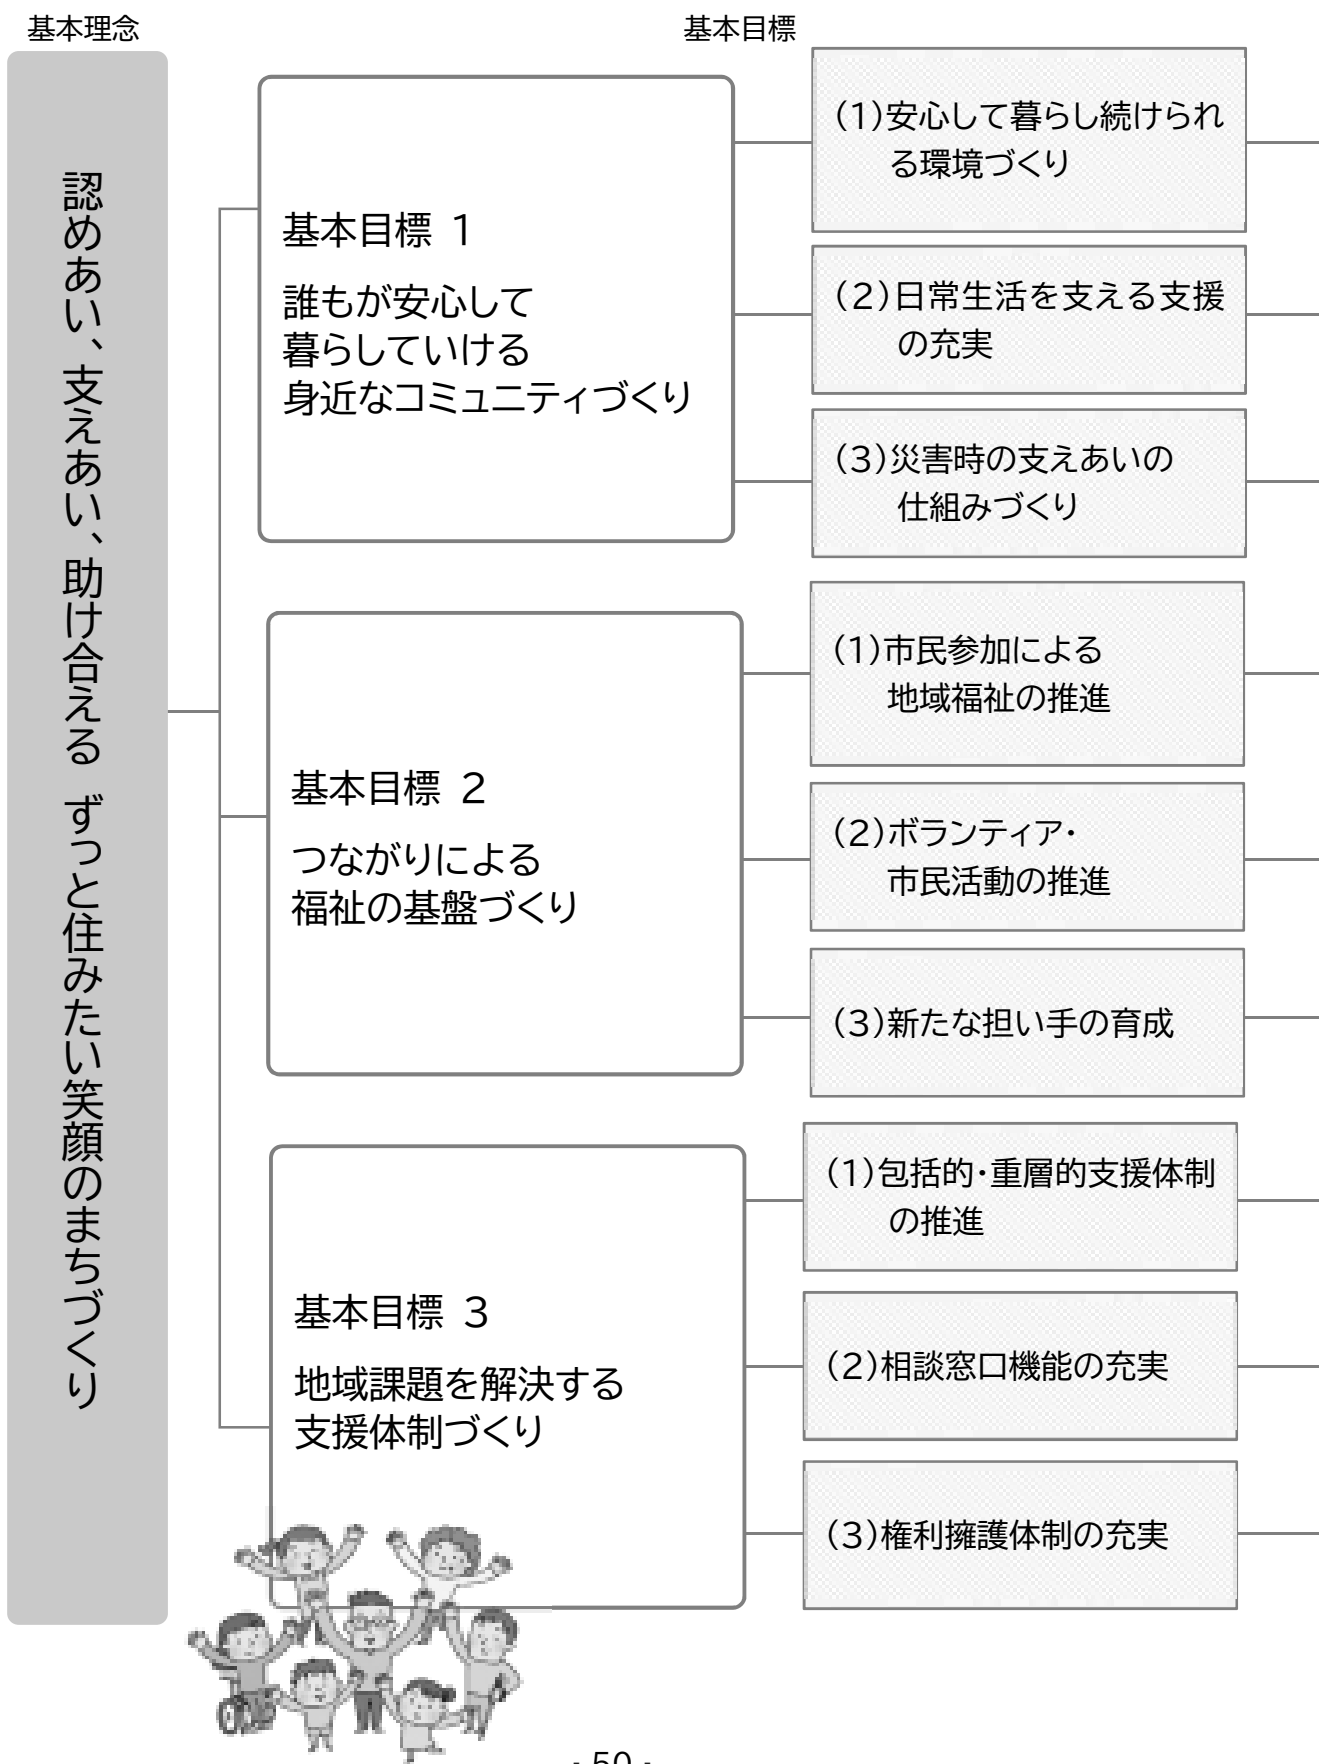 基本理念
基本目標
認めあい、支えあい、助け合える ずっと住みたい笑顔のまちづくり
基本目標 1
誰もが安心して
暮らしていける
身近なコミュニティづくり
（1）安心して暮らし続けられ
る環境づくり
（2）日常生活を支える支援
の充実
（3）災害時の支えあいの
仕組みづくり
基本目標 2
つながりによる
福祉の基盤づくり
（1）市民参加による
地域福祉の推進
（2）ボランティア・
市民活動の推進
（3）新たな担い手の育成
基本目標 3
地域課題を解決する
支援体制づくり
（1）包括的・重層的支援体制
の推進
（2）相談窓口機能の充実
（3）権利擁護体制の充実
- 50 -